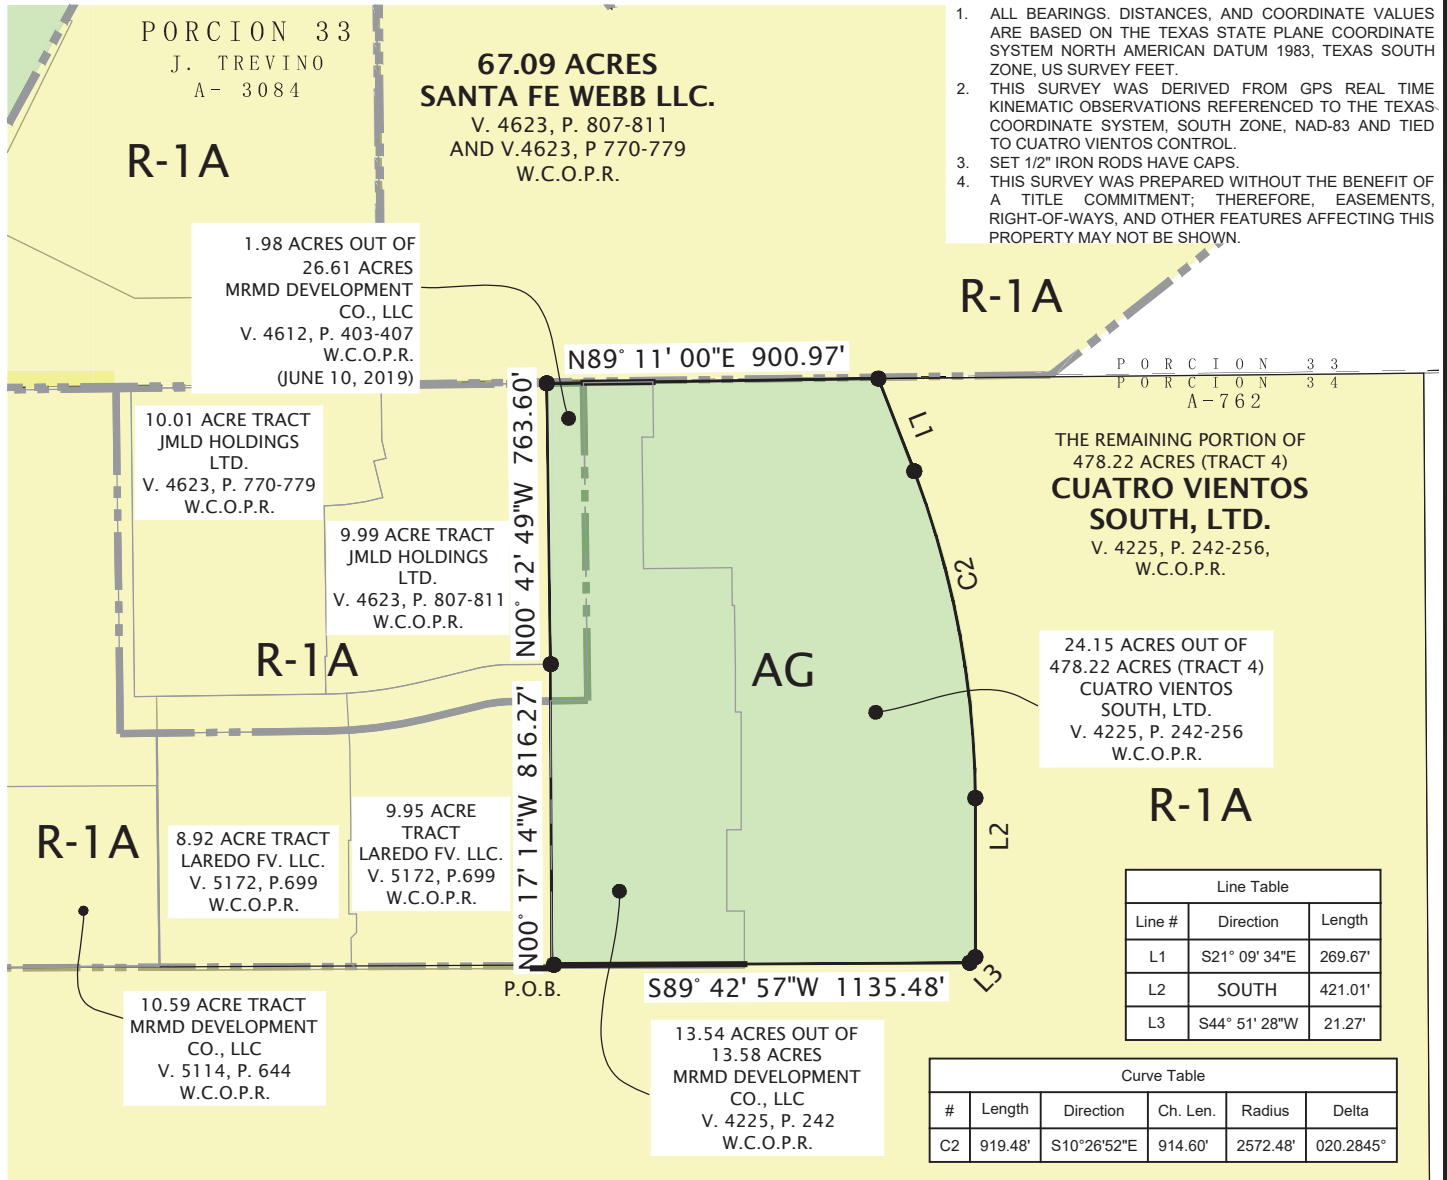 PORCION 33
J. TREVINO
A- 3084
R-1A
67.09 ACRES
SANTA FE WEBB LLC.
V. 4623, P. 807-811
AND V.4623, P 770-779
W.C.O.P.R.
1. ALL BEARINGS. DISTANCES, AND COORDINATE VALUES
ARE BASED ON THE TEXAS STATE PLANE COORDINATE
SYSTEM NORTH AMERICAN DATUM 1983, TEXAS SOUTH
ZONE, US SURVEY FEET.
2. THIS SURVEY WAS DERIVED FROM GPS REAL TIME
KINEMATIC OBSERVATIONS REFERENCED TO THE TEXAS
COORDINATE SYSTEM, SOUTH ZONE, NAD-83 AND TIED
TO CUATRO VIENTOS CONTROL.
3. SET 1/2" IRON RODS HAVE CAPS.
4. THIS SURVEY WAS PREPARED WITHOUT THE BENEFIT OF
A TITLE COMMITMENT; THEREFORE, EASEMENTS,
RIGHT-OF-WAYS, AND OTHER FEATURES AFFECTING THIS
PROPERTY MAY NOT BE SHOWN.
1.98 ACRES OUT OF
26.61 ACRES
MRMD DEVELOPMENT
CO., LLC
V. 4612, P. 403-407
W.C.O.P.R.
(JUNE 10, 2019)
R-1A
N89° 11' 00"E 900.97'
PORCION 33
PORCION 34
A-762
10.01 ACRE TRACT
JMLD HOLDINGS
LTD.
V. 4623, P. 770-779
W.C.O.P.R.
N00° 42' 49"W 763.60'
L1
THE REMAINING PORTION OF
478.22 ACRES (TRACT 4)
CUATRO VIENTOS
SOUTH, LTD.
V. 4225, P. 242-256,
W.C.O.P.R.
9.99 ACRE TRACT
JMLD HOLDINGS
LTD.
V. 4623, P. 807-811
W.C.O.P.R.
C2
R-1A
AG
24.15 ACRES OUT OF
478.22 ACRES (TRACT 4)
CUATRO VIENTOS
SOUTH, LTD.
V. 4225, P. 242-256
W.C.O.P.R.
N00° 17' 14"W 816.27'
R-1A
L2
R-1A
8.92 ACRE TRACT
LAREDO FV. LLC.
V. 5172, P.699
W.C.O.P.R.
9.95 ACRE
TRACT
LAREDO FV. LLC.
V. 5172, P.699
W.C.O.P.R.
P.O.B.
S89° 42' 57"W 1135.48'
L3
10.59 ACRE TRACT
MRMD DEVELOPMENT
CO., LLC
V. 5114, P. 644
W.C.O.P.R.
13.54 ACRES OUT OF
13.58 ACRES
MRMD DEVELOPMENT
CO., LLC
V. 4225, P. 242
W.C.O.P.R.
Line Table
Line # Direction Length
L1 S21° 09' 34"E 269.67'
L2 SOUTH 421.01'
L3 S44° 51' 28"W 21.27'
Curve Table
# Length Direction Ch. Len. Radius Delta
C2 919.48' S10°26'52"E 914.60' 2572.48' 020.2845°